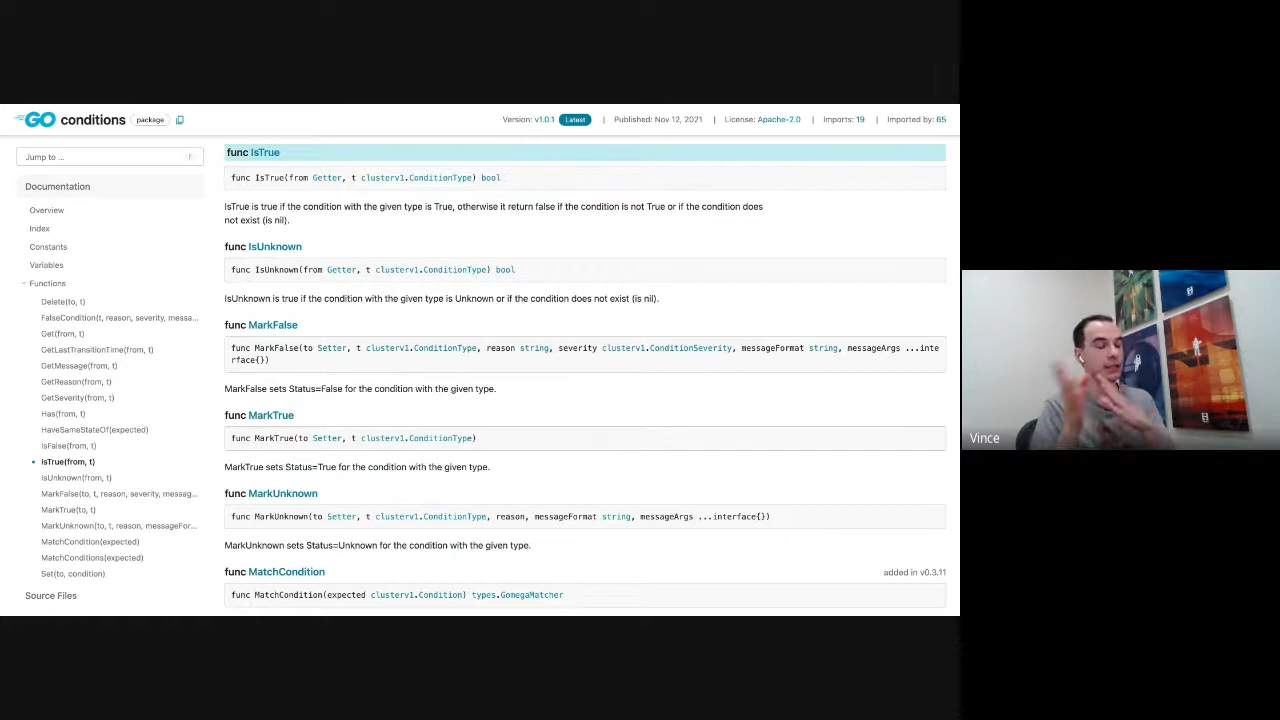 GO conditions package
Version: v1.0.1 Latest | Published: Nov 12, 2021 | License: Apache-2.0 | Imports: 19 | Imported by: 65
Jump to ... f
Documentation
Overview
Index
Constants
Variables
Functions
Delete(to, t)
FalseCondition(t, reason, severity, messa...
Get(from, t)
GetLastTransitionTime(from, t)
GetMessage(from, t)
GetReason(from, t)
GetSeverity(from, t)
Has(from, t)
HaveSameStateOf(expected)
IsFalse(from, t)
IsTrue(from, t)
IsUnknown(from, t)
MarkFalse(to, t, reason, severity, messag...
MarkTrue(to, t)
MarkUnknown(to, t, reason, messageFor...
MatchCondition(expected)
MatchConditions(expected)
Set(to, condition)
Source Files
func IsTrue
func IsTrue(from Getter, t clusterv1.ConditionType) bool
IsTrue is true if the condition with the given type is True, otherwise it return false if the condition is not True or if the condition does
not exist (is nil).
func IsUnknown
func IsUnknown(from Getter, t clusterv1.ConditionType) bool
IsUnknown is true if the condition with the given type is Unknown or if the condition does not exist (is nil).
func MarkFalse
func MarkFalse(to Setter, t clusterv1.ConditionType, reason string, severity clusterv1.ConditionSeverity, messageFormat string, messageArgs ...inte
rface{})
MarkFalse sets Status=False for the condition with the given type.
func MarkTrue
func MarkTrue(to Setter, t clusterv1.ConditionType)
MarkTrue sets Status=True for the condition with the given type.
func MarkUnknown
func MarkUnknown(to Setter, t clusterv1.ConditionType, reason, messageFormat string, messageArgs ...interface{})
MarkUnknown sets Status=Unknown for the condition with the given type.
func MatchCondition added in v0.3.11
func MatchCondition(expected clusterv1.Condition) types.GomegaMatcher
Vince